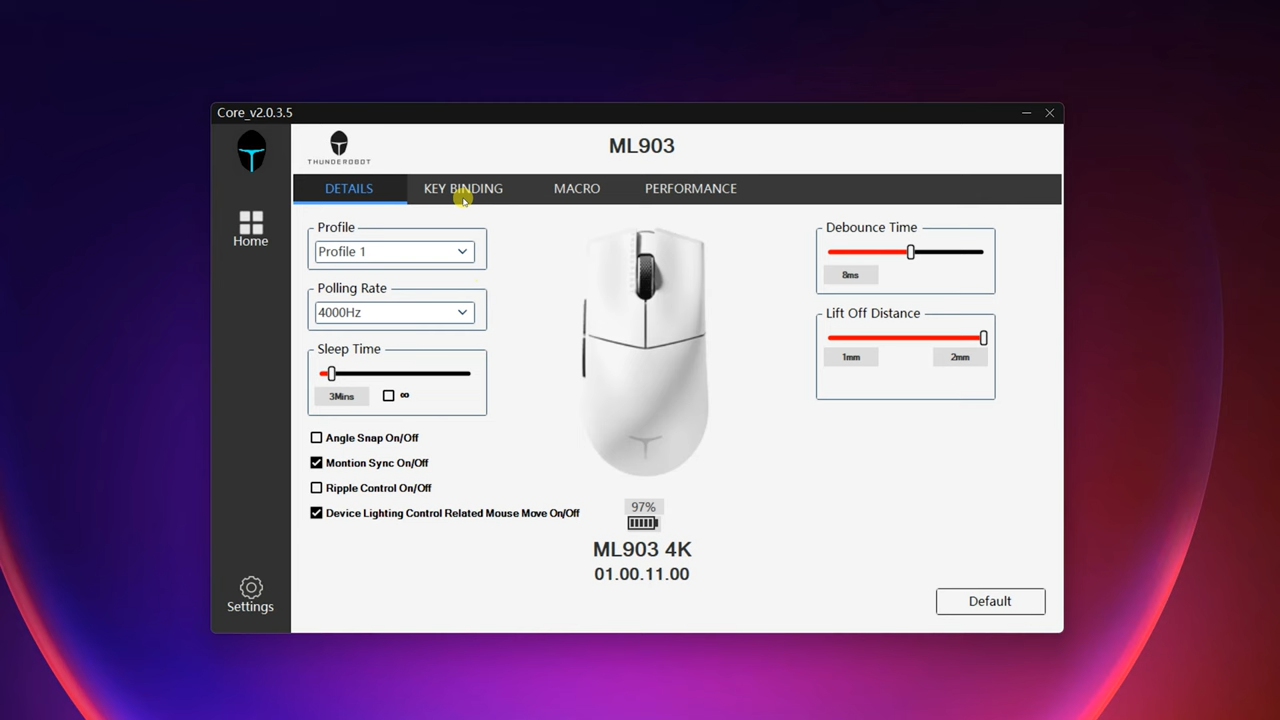 Core_v2.0.3.5
THUNDEROBOT
ML903
DETAILS
KEY BINDING
MACRO
PERFORMANCE
Home
Settings
Profile
Profile 1
Polling Rate
4000Hz
Sleep Time
3Mins
∞
Angle Snap On/Off
Montion Sync On/Off
Ripple Control On/Off
Device Lighting Control Related Mouse Move On/Off
97%
ML903 4K
01.00.11.00
Debounce Time
8ms
Lift Off Distance
1mm
2mm
Default